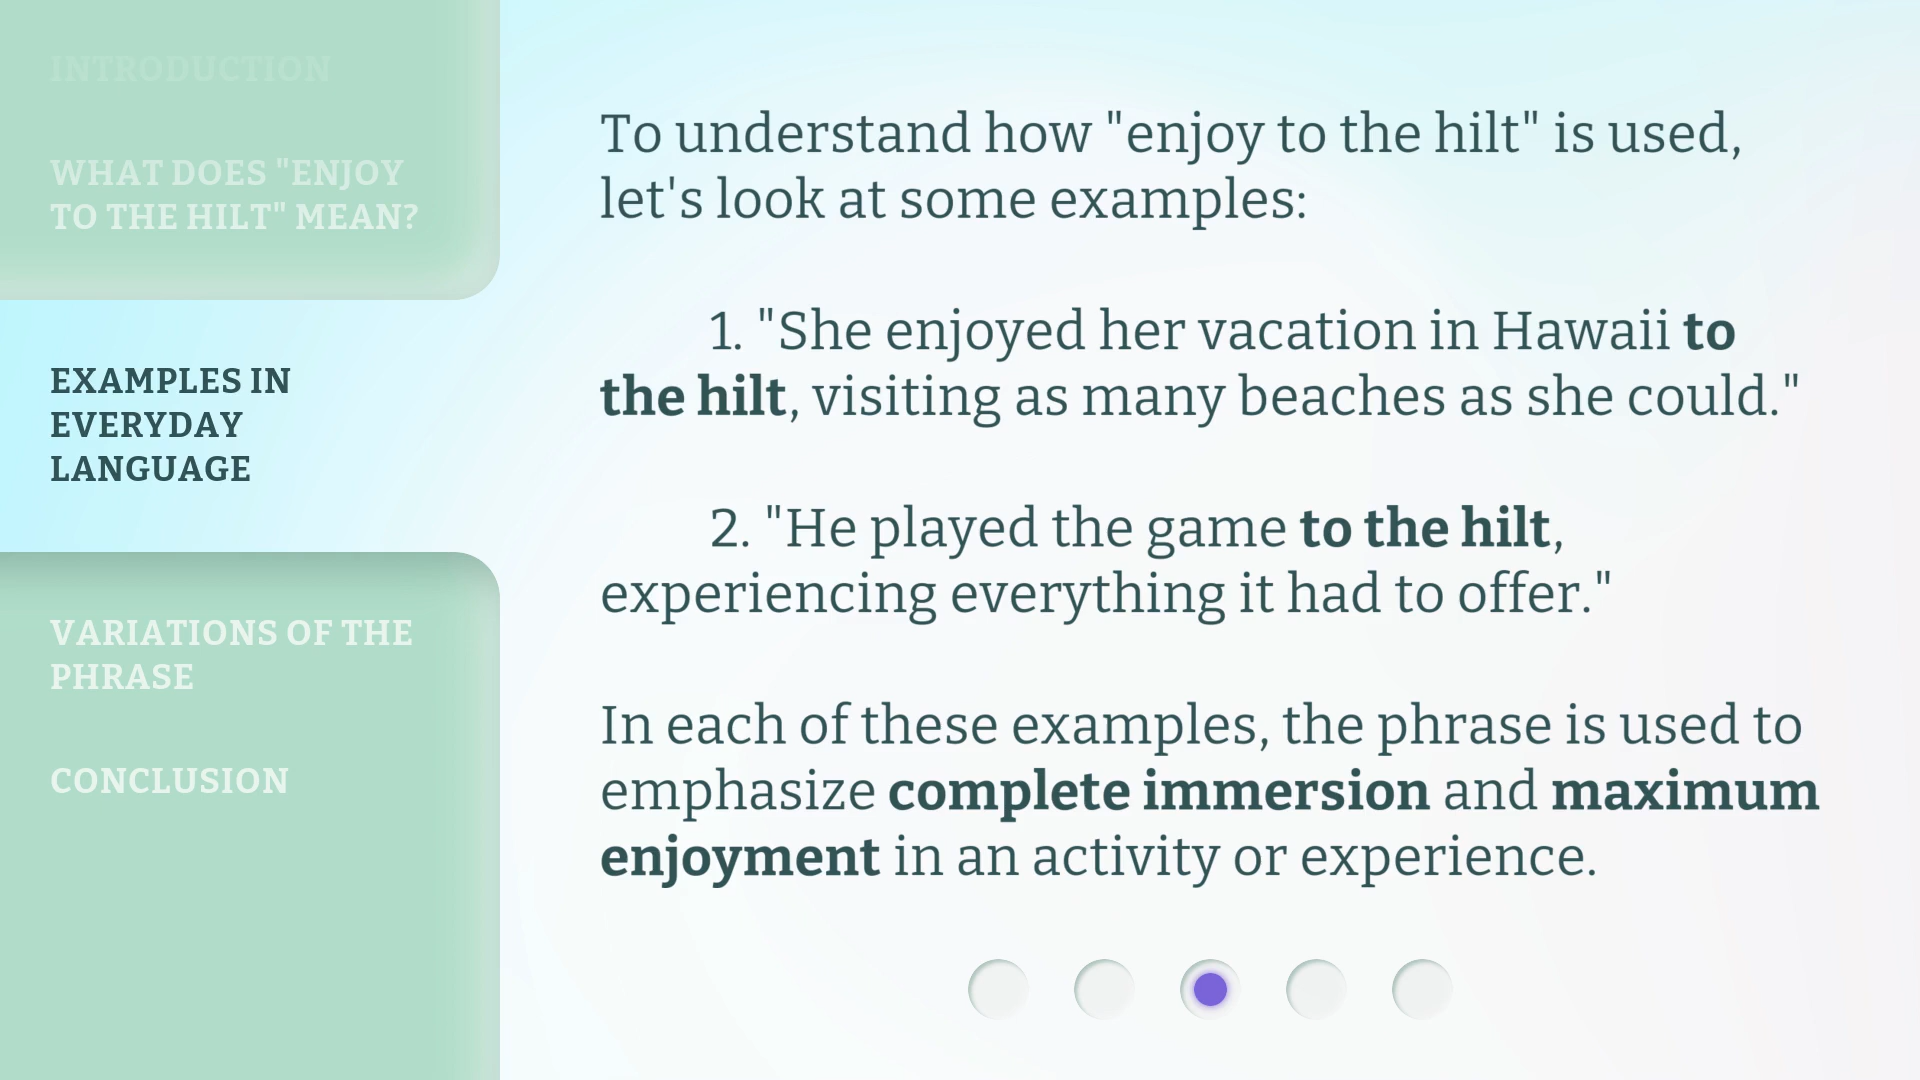 INTRODUCTION
WHAT DOES "ENJOY
TO THE HILT" MEAN?
EXAMPLES IN
EVERYDAY
LANGUAGE
VARIATIONS OF THE
PHRASE
CONCLUSION
To understand how "enjoy to the hilt" is used,
let's look at some examples:
1. "She enjoyed her vacation in Hawaii to
the hilt, visiting as many beaches as she could."
2. "He played the game to the hilt,
experiencing everything it had to offer."
In each of these examples, the phrase is used to
emphasize complete immersion and maximum
enjoyment in an activity or experience.